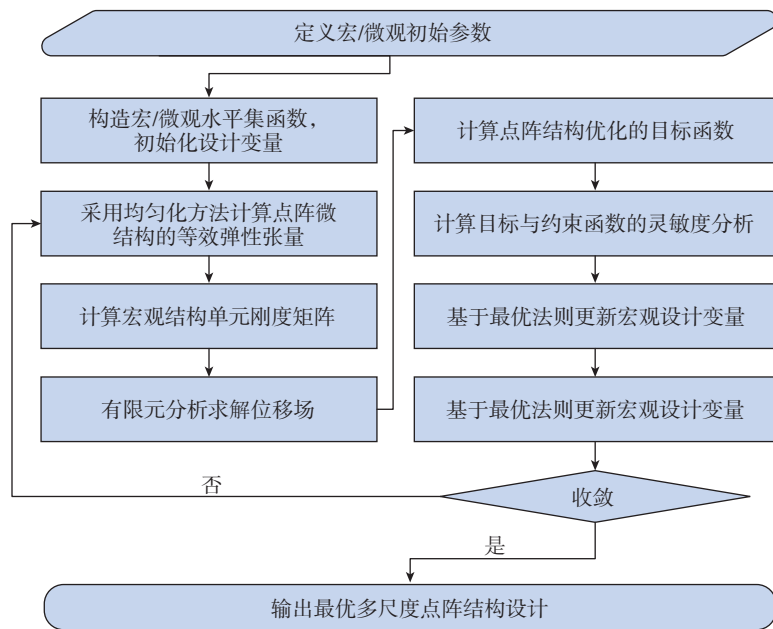 定义宏/微观初始参数
构造宏/微观水平集函数，
初始化设计变量
采用均匀化方法计算点阵微
结构的等效弹性张量
计算宏观结构单元刚度矩阵
有限元分析求解位移场
计算点阵结构优化的目标函数
计算目标与约束函数的灵敏度分析
基于最优法则更新宏观设计变量
基于最优法则更新宏观设计变量
收敛
否
是
输出最优多尺度点阵结构设计